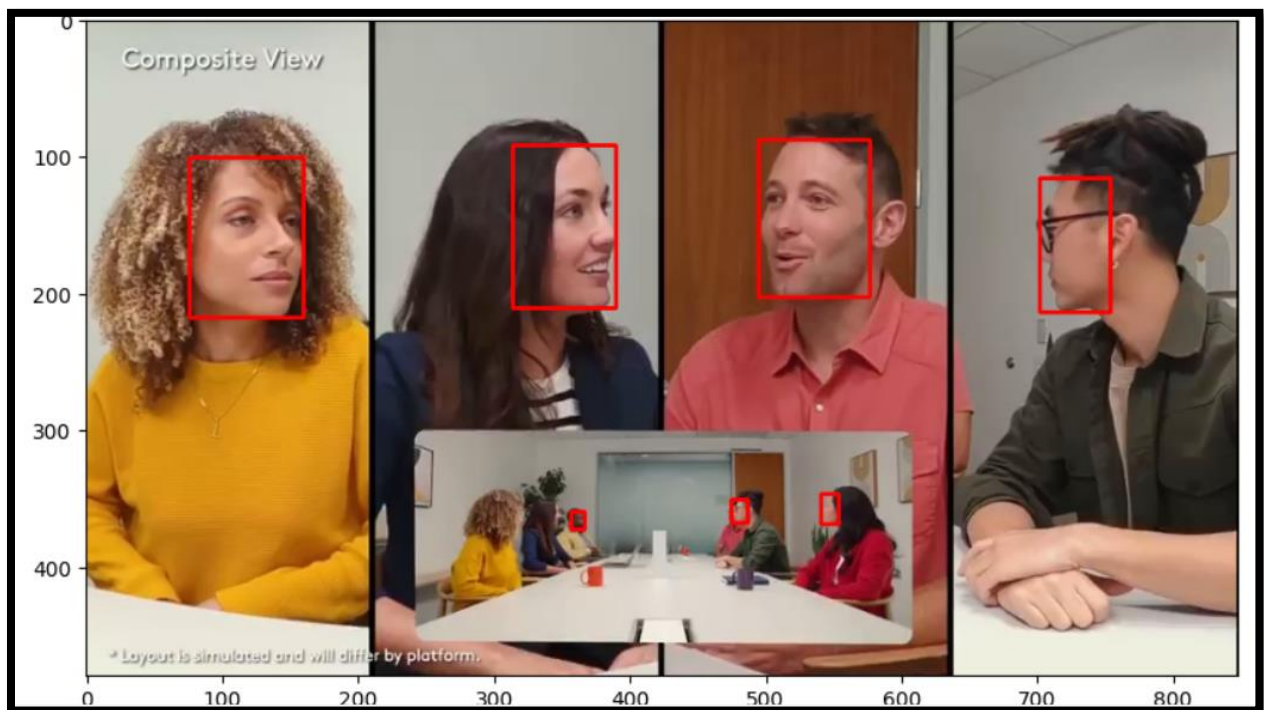 Composite View
* Layout is simulated and will differ by platform.
0
100
200
300
400
0 100 200 300 400 500 600 700 800